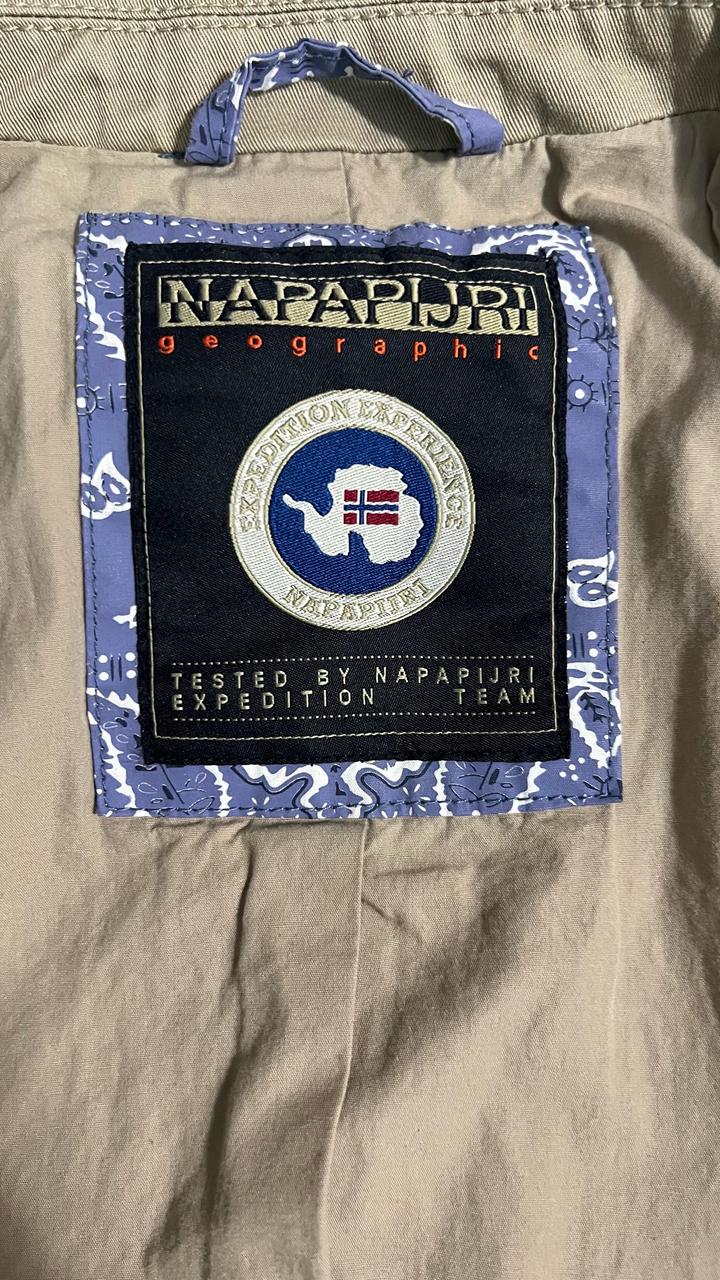 NAPAPIJRI
geographic
EXPEDITION EXPERIENCE
NAPAPIJRI
TESTED BY NAPAPIJRI
EXPEDITION TEAM